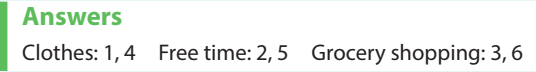 Answers
Clothes: 1, 4 Free time: 2, 5 Grocery shopping: 3, 6